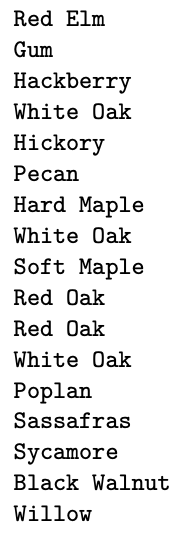 Red Elm
Gum
Hackberry
White Oak
Hickory
Pecan
Hard Maple
White Oak
Soft Maple
Red Oak
Red Oak
White Oak
Poplan
Sassafras
Sycamore
Black Walnut
Willow